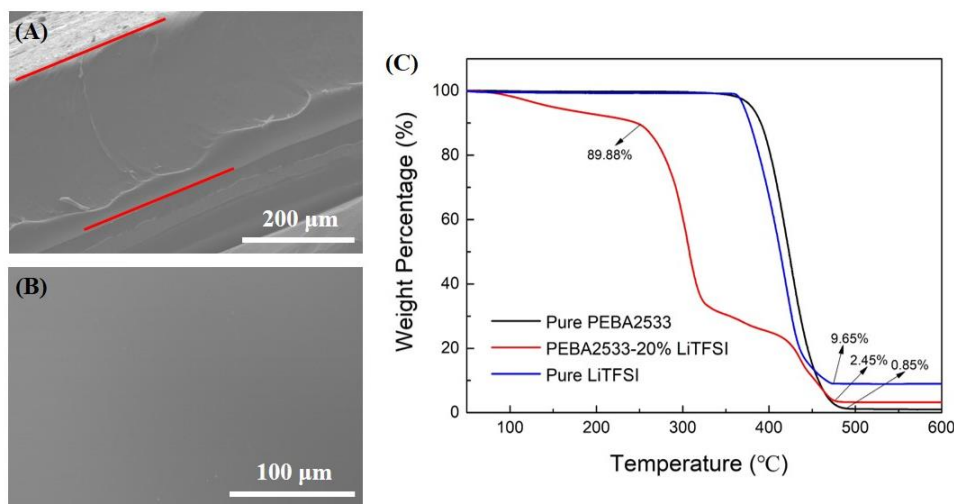 (A)
200 μm
(B)
100 μm
(C)
Weight Percentage (%)
100
80
60
40
20
0
89.88%
Pure PEBA2533
PEBA2533-20% LiTFSI
Pure LiTFSI
9.65%
2.45%
0.85%
100
200
300
400
500
600
Temperature (℃)